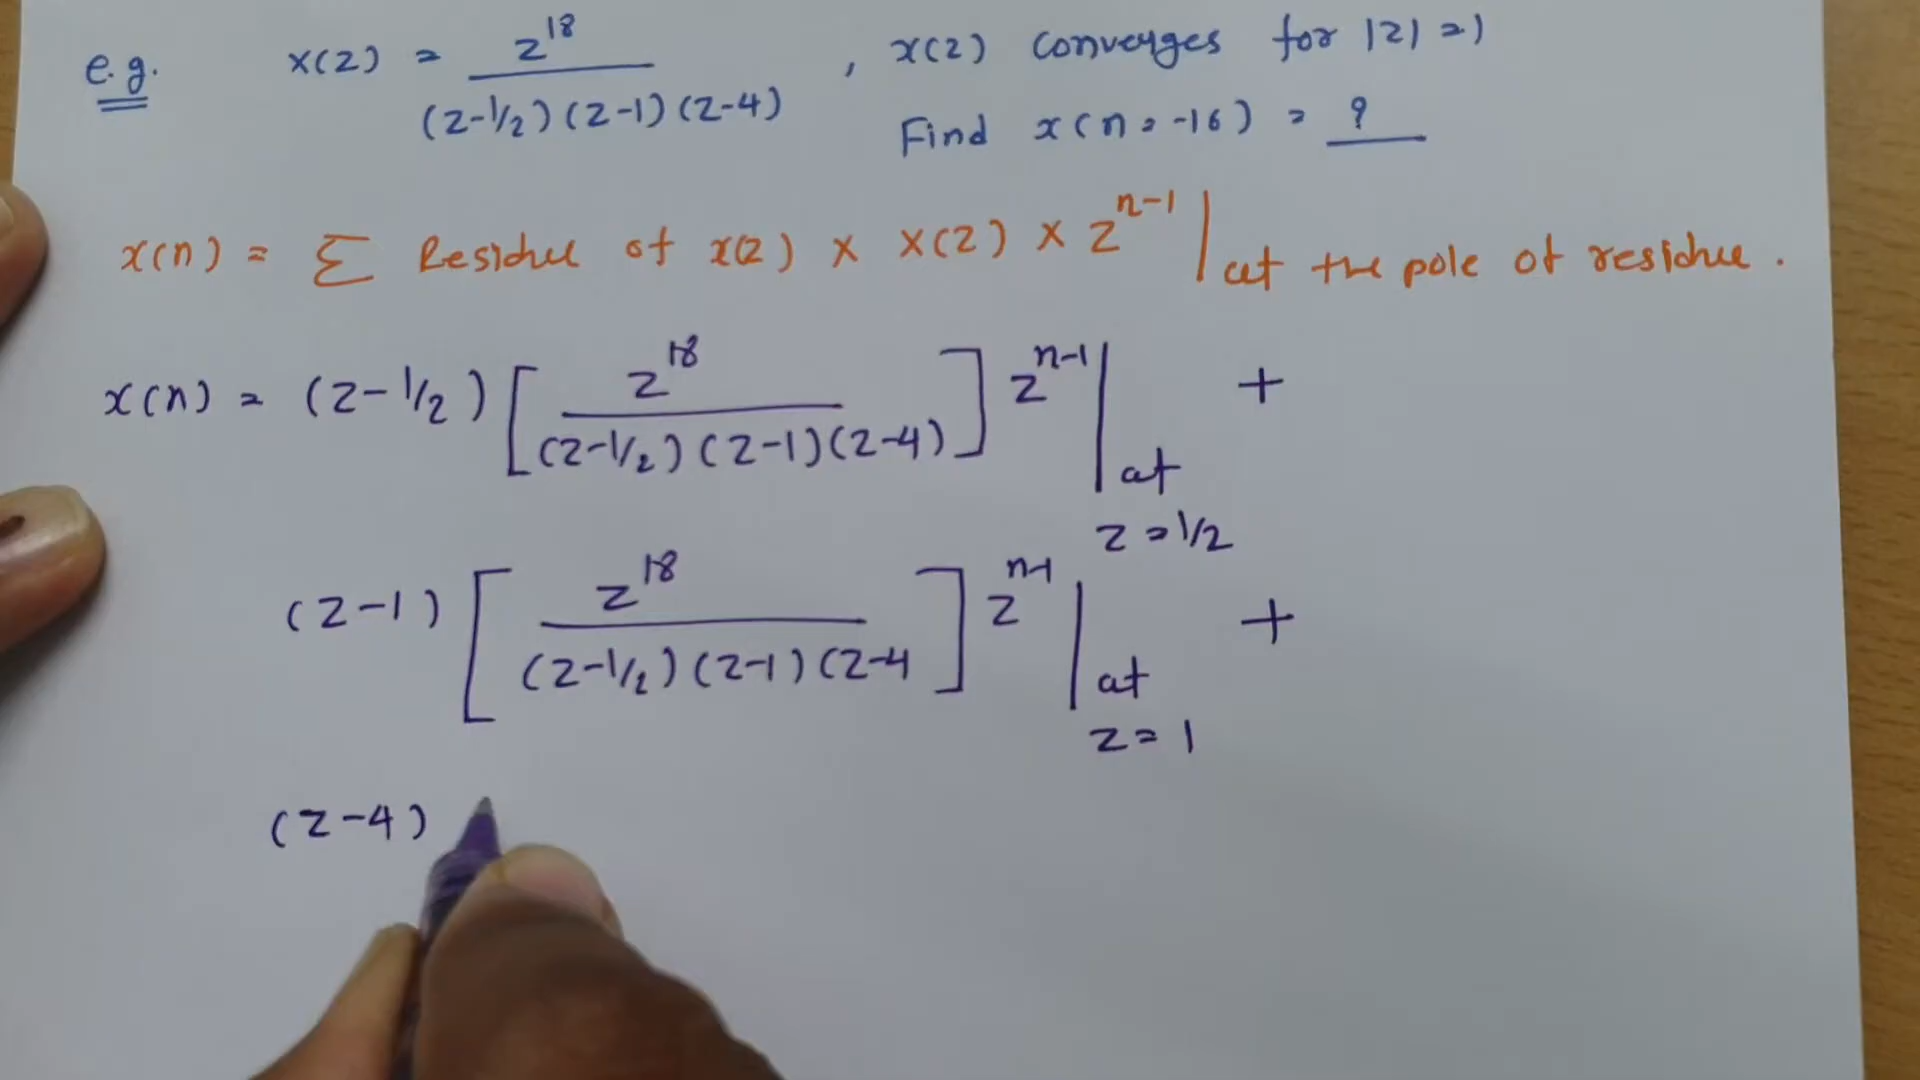 e.g. x(z) = z^18 / (z-1/2)(z-1)(z-4) , x(z) converges for |z| = 1
Find x(n = -16) = ?
x(n) = Σ Residue of x(z) × x(z) × z^n-1 | at the pole of residue.
x(n) = (z-1/2) [ z^18 / (z-1/2)(z-1)(z-4) ] z^n-1 | at z = 1/2 +
(z-1) [ z^18 / (z-1/2)(z-1)(z-4 ] z^n-1 | at z = 1 +
(z-4)